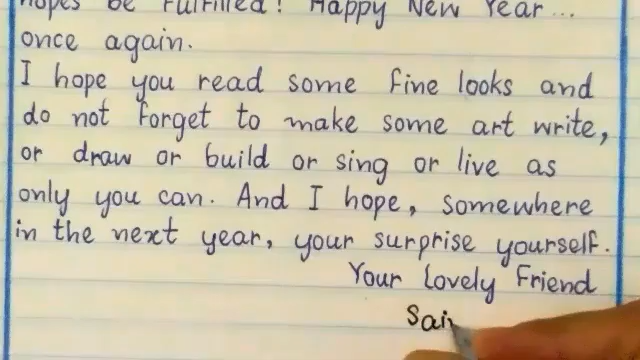 hopes be Fulfilled! Happy New Year...
once again.
I hope you read some fine looks and
do not forget to make some art write,
or draw or build or sing or live as
only you can. And I hope, somewhere
in the next year, your surprise yourself.
Your Lovely Friend
Sai